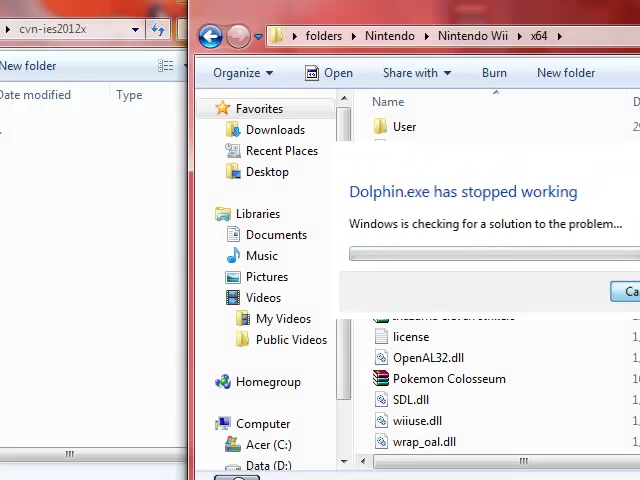 cvn-ies2012x
folders
Nintendo
Nintendo Wii
x64
New folder
Organize
Open
Share with
Burn
New folder
Date modified
Type
Name
Favorites
Downloads
Recent Places
Desktop
User
Dolphin.exe has stopped working
Windows is checking for a solution to the problem...
Libraries
Documents
Music
Pictures
Videos
My Videos
Public Videos
Ca
license
OpenAL32.dll
Pokemon Colosseum
SDL.dll
wiiuse.dll
wrap_oal.dll
Homegroup
Computer
Acer (C:)
Data (D:)